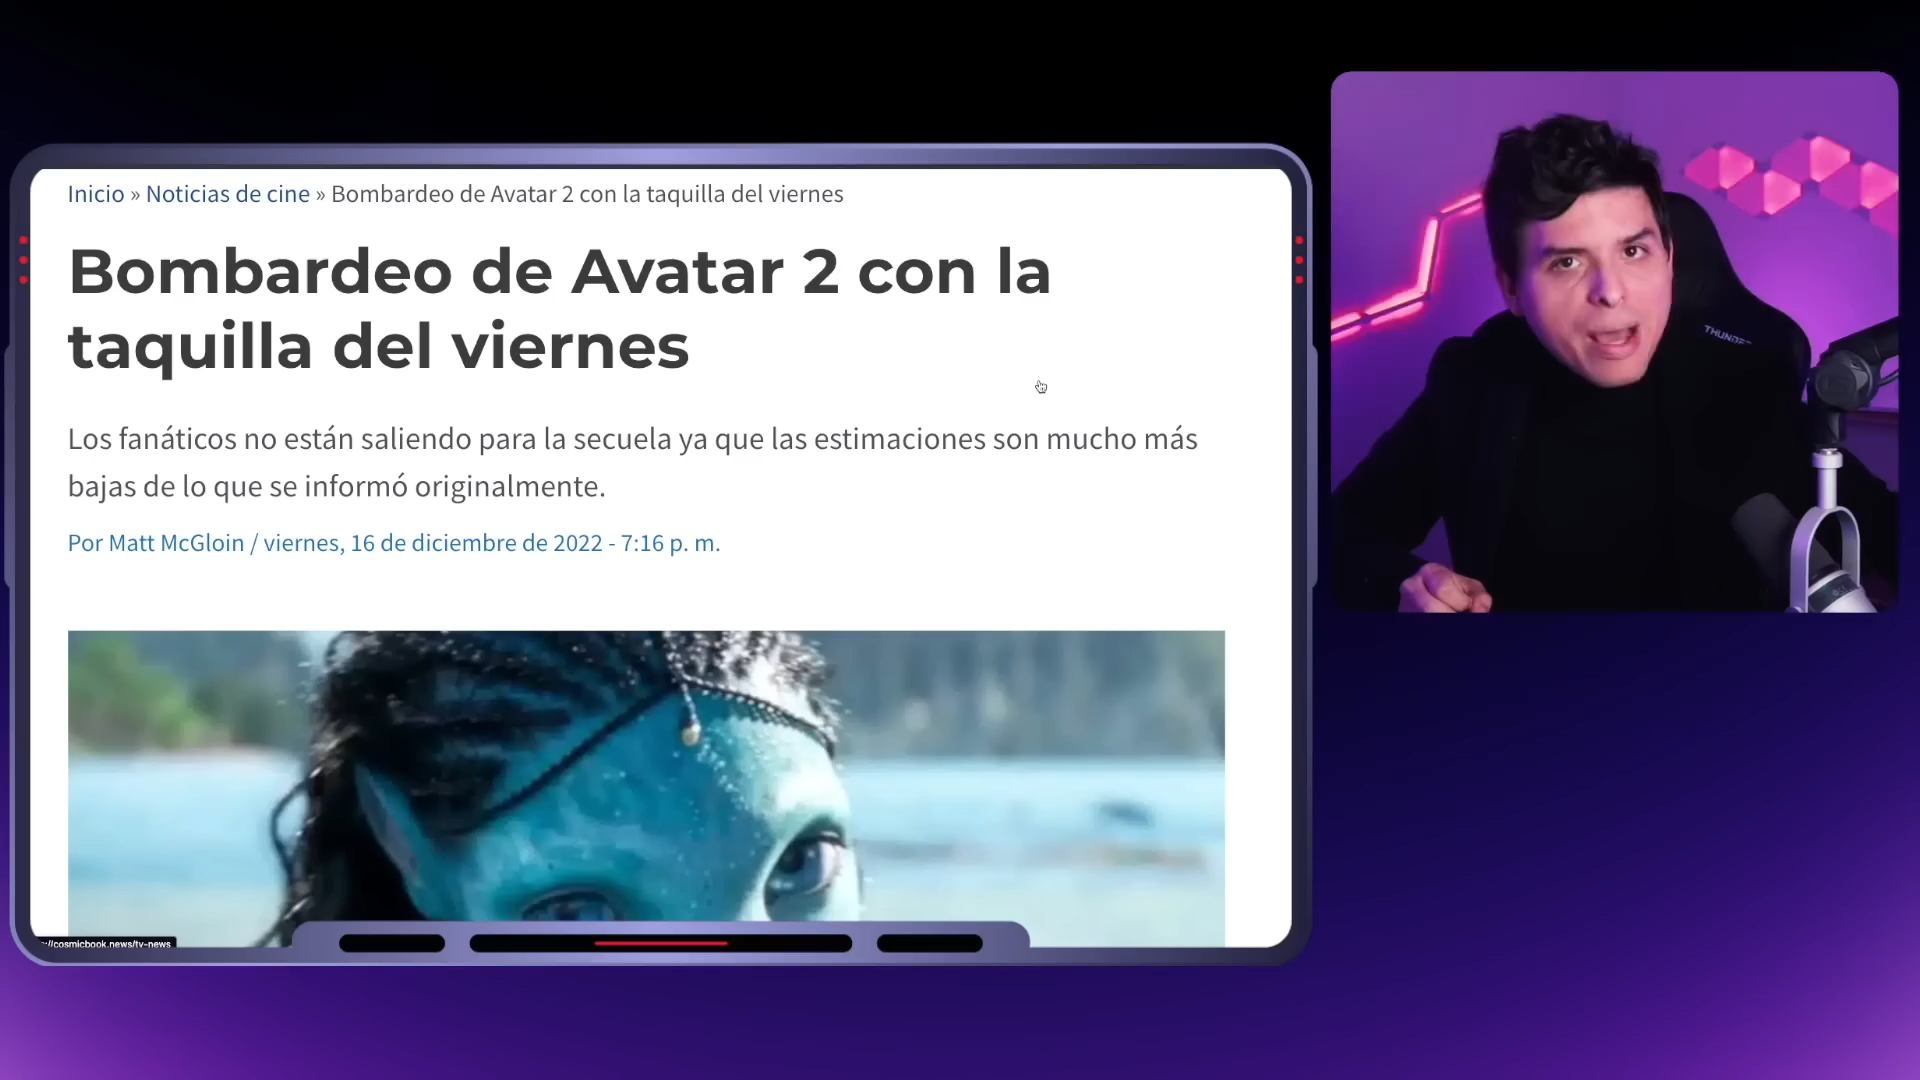 Inicio » Noticias de cine » Bombardeo de Avatar 2 con la taquilla del viernes
Bombardeo de Avatar 2 con la
taquilla del viernes
Los fanáticos no están saliendo para la secuela ya que las estimaciones son mucho más
bajas de lo que se informó originalmente.
Por Matt McGloin / viernes, 16 de diciembre de 2022 - 7:16 p. m.
//cosmicbook.news/tv-news